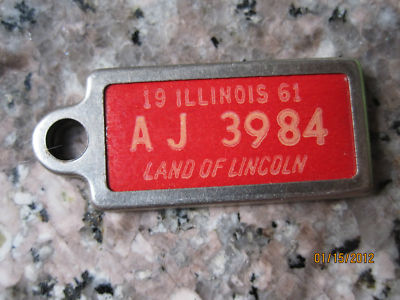 19 ILLINOIS 61
AJ 3984
LAND OF LINCOLN
01/15/2012